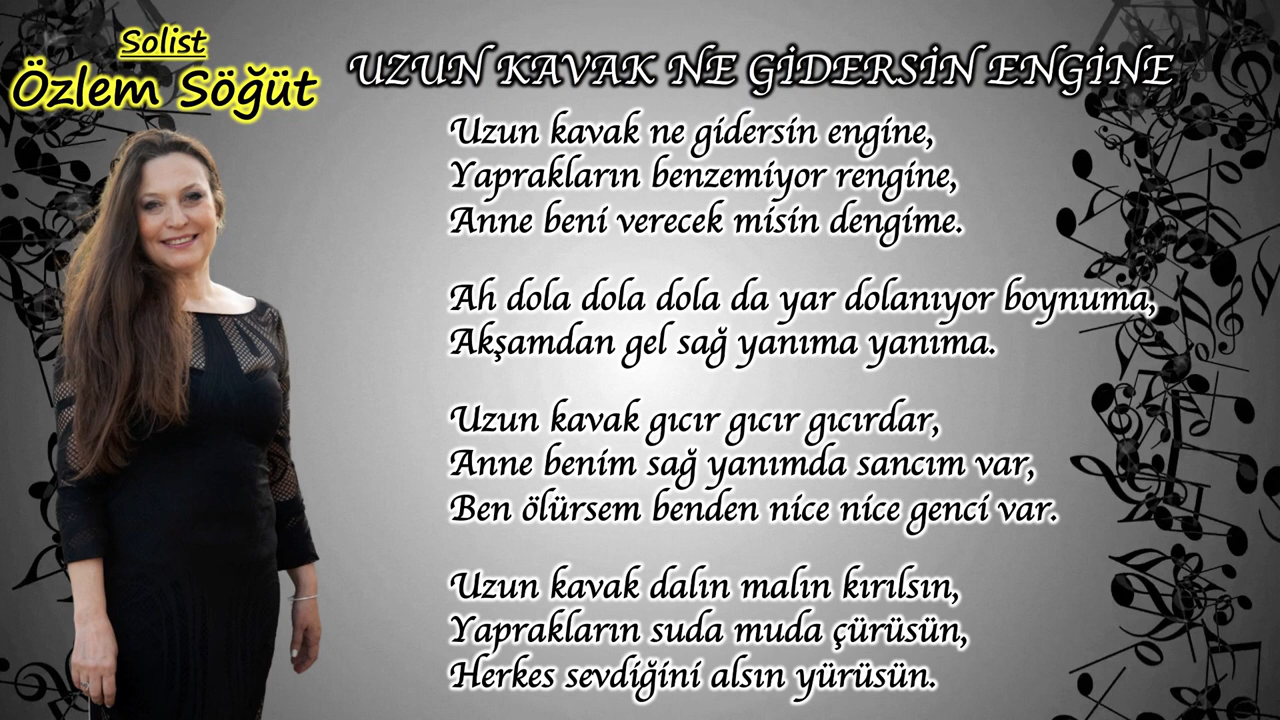 Solist
Özlem Söğüt
UZUN KAVAK NE GİDERSİN ENGİNE
Uzun kavak ne gidersin engine,
Yaprakların benzemiyor rengine,
Anne beni verecek misin dengime.
Ah dola dola dola da yar dolanıyor boynuma,
Akşamdan gel sağ yanıma yanıma.
Uzun kavak gıcır gıcır gıcırdar,
Anne benim sağ yanımda sancım var,
Ben ölürsem benden nice nice genci var.
Uzun kavak dalın malın kırılsın,
Yaprakların suda muda çürüsün,
Herkes sevdiğini alsın yürüsün.